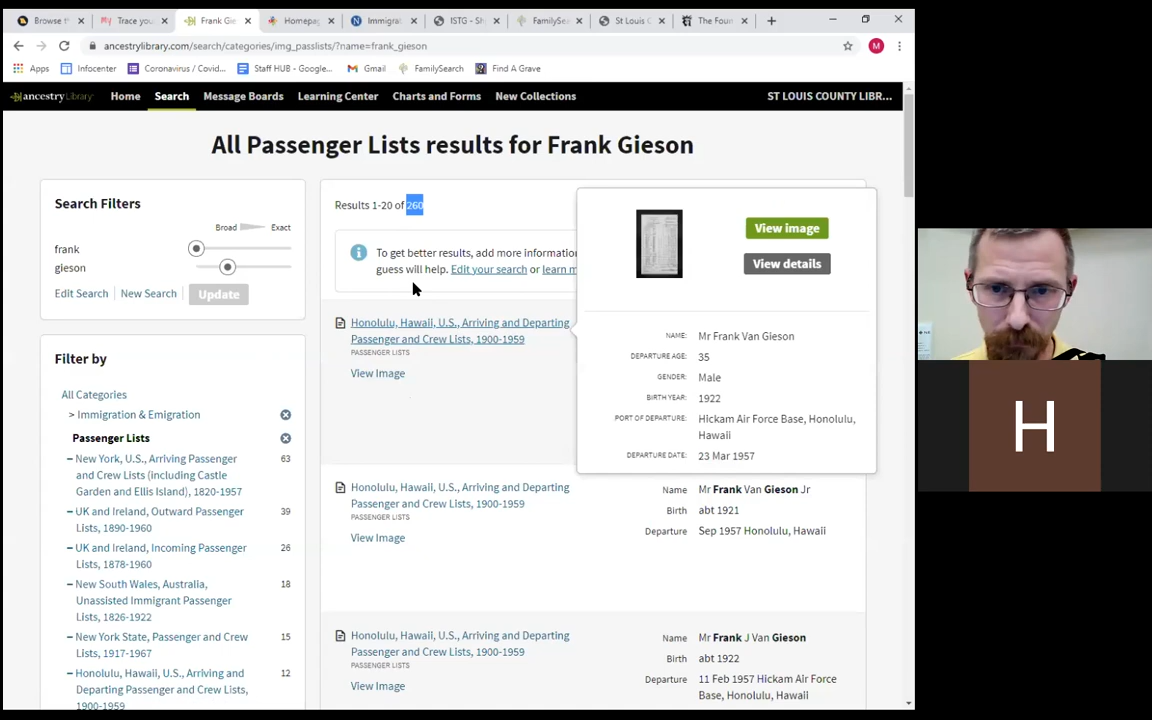 Browse th
Trace your
Frank Gie
Homepag
Immigrat
ISTG - Sh
FamilySea
St Louis C
The Foun
ancestrylibrary.com/search/categories/img_passlists/?name=frank_gieson
M
Apps
Infocenter
Coronavirus / Covid...
Staff HUB - Google...
Gmail
FamilySearch
Find A Grave
ancestryLibrary
Home
Search
Message Boards
Learning Center
Charts and Forms
New Collections
ST LOUIS COUNTY LIBR...
All Passenger Lists results for Frank Gieson
Search Filters
Broad
Exact
frank
gieson
Edit Search
New Search
Update
Filter by
All Categories
> Immigration & Emigration
Passenger Lists
New York, U.S., Arriving Passenger 63
and Crew Lists (including Castle
Garden and Ellis Island), 1820-1957
UK and Ireland, Outward Passenger 39
Lists, 1890-1960
UK and Ireland, Incoming Passenger 26
Lists, 1878-1960
New South Wales, Australia, 18
Unassisted Immigrant Passenger
Lists, 1826-1922
New York State, Passenger and Crew 15
Lists, 1917-1967
Honolulu, Hawaii, U.S., Arriving and 12
Departing Passenger and Crew Lists,
1900-1959
Results 1-20 of 260
To get better results, add more information
guess will help. Edit your search or learn m
Honolulu, Hawaii, U.S., Arriving and Departing
Passenger and Crew Lists, 1900-1959
PASSENGER LISTS
View Image
View image
View details
NAME: Mr Frank Van Gieson
DEPARTURE AGE: 35
GENDER: Male
BIRTH YEAR: 1922
PORT OF DEPARTURE: Hickam Air Force Base, Honolulu,
Hawaii
DEPARTURE DATE: 23 Mar 1957
Honolulu, Hawaii, U.S., Arriving and Departing
Passenger and Crew Lists, 1900-1959
PASSENGER LISTS
View Image
Name Mr Frank Van Gieson Jr
Birth abt 1921
Departure Sep 1957 Honolulu, Hawaii
Honolulu, Hawaii, U.S., Arriving and Departing
Passenger and Crew Lists, 1900-1959
PASSENGER LISTS
View Image
Name Mr Frank J Van Gieson
Birth abt 1922
Departure 11 Feb 1957 Hickam Air Force
Base, Honolulu, Hawaii
H